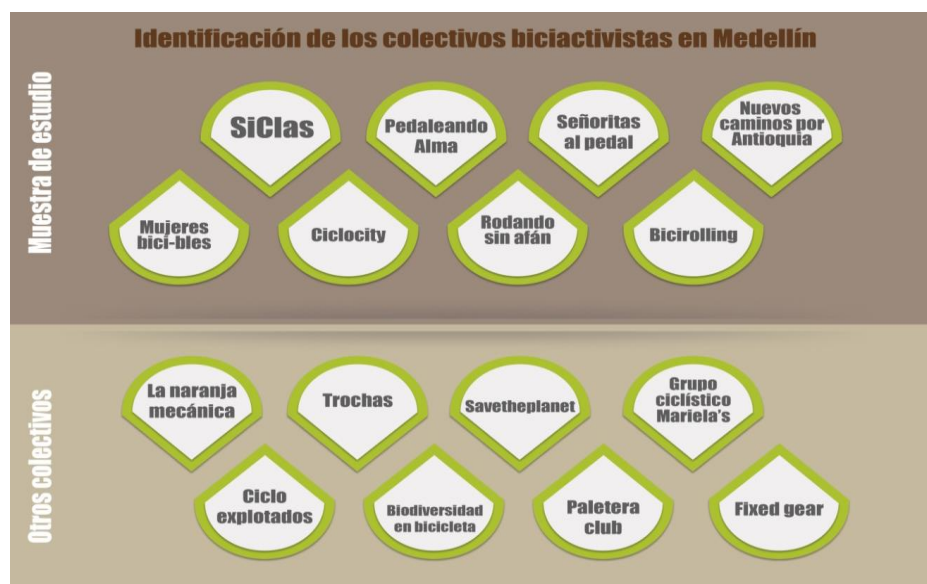 Identificación de los colectivos biciactivistas en Medellín
Muestra de estudio
SiClas
Pedaleando
Alma
Señoritas
al pedal
Nuevos
caminos por
Antioquia
Mujeres
bici-bles
Ciclocity
Rodando
sin afán
Bicirolling
Otros colectivos
La naranja
mecánica
Trochas
Savetheplanet
Grupo
ciclístico
Mariela's
Ciclo
explotados
Biodiversidad
en bicicleta
Paletera
club
Fixed gear